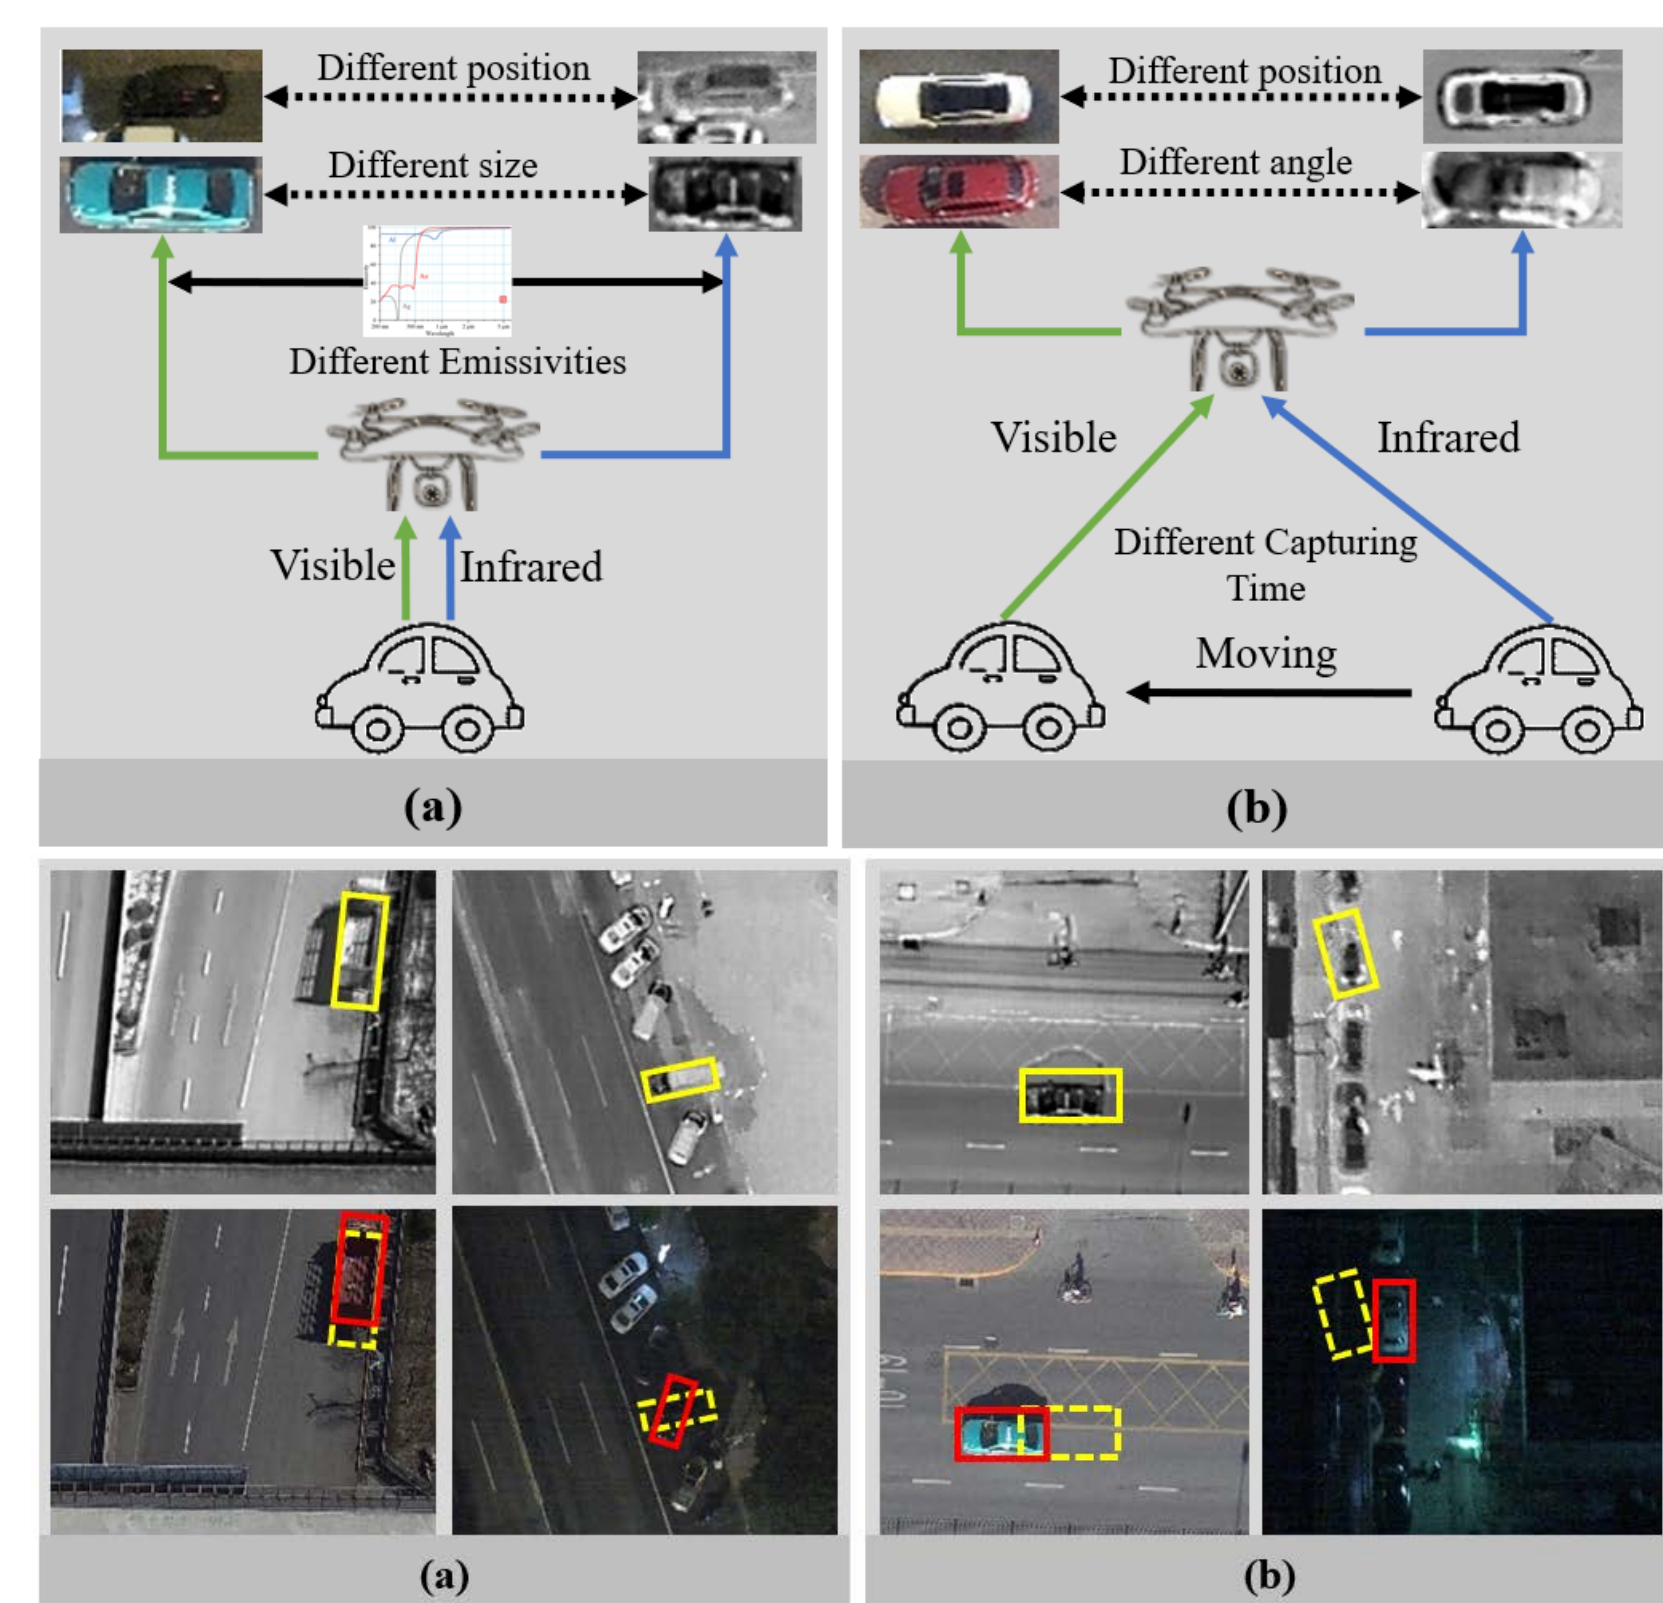 Different position
Different size
Different Emissivities
Visible
Infrared
(a)
Different position
Different angle
Visible
Infrared
Different Capturing
Time
Moving
(b)
(a)
(b)